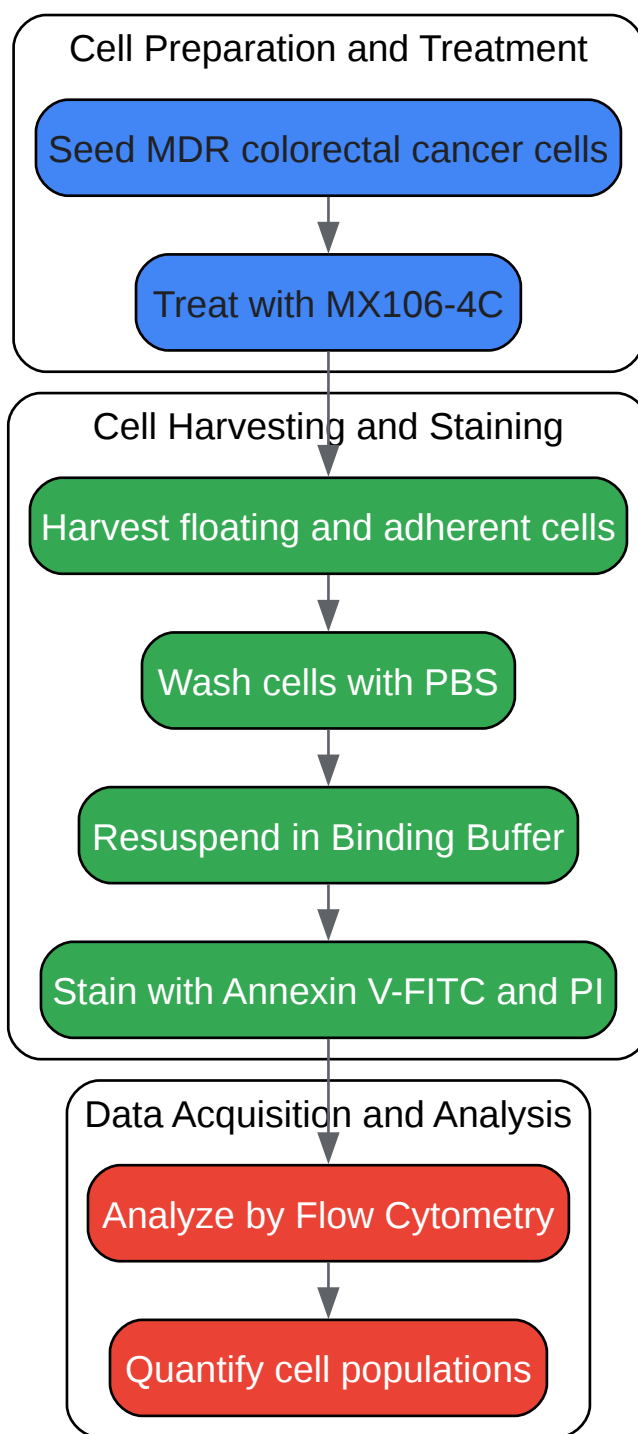 Cell Preparation and Treatment
Seed MDR colorectal cancer cells
Treat with MX106-4C
Cell Harvesting and Staining
Harvest floating and adherent cells
Wash cells with PBS
Resuspend in Binding Buffer
Stain with Annexin V-FITC and PI
Data Acquisition and Analysis
Analyze by Flow Cytometry
Quantify cell populations